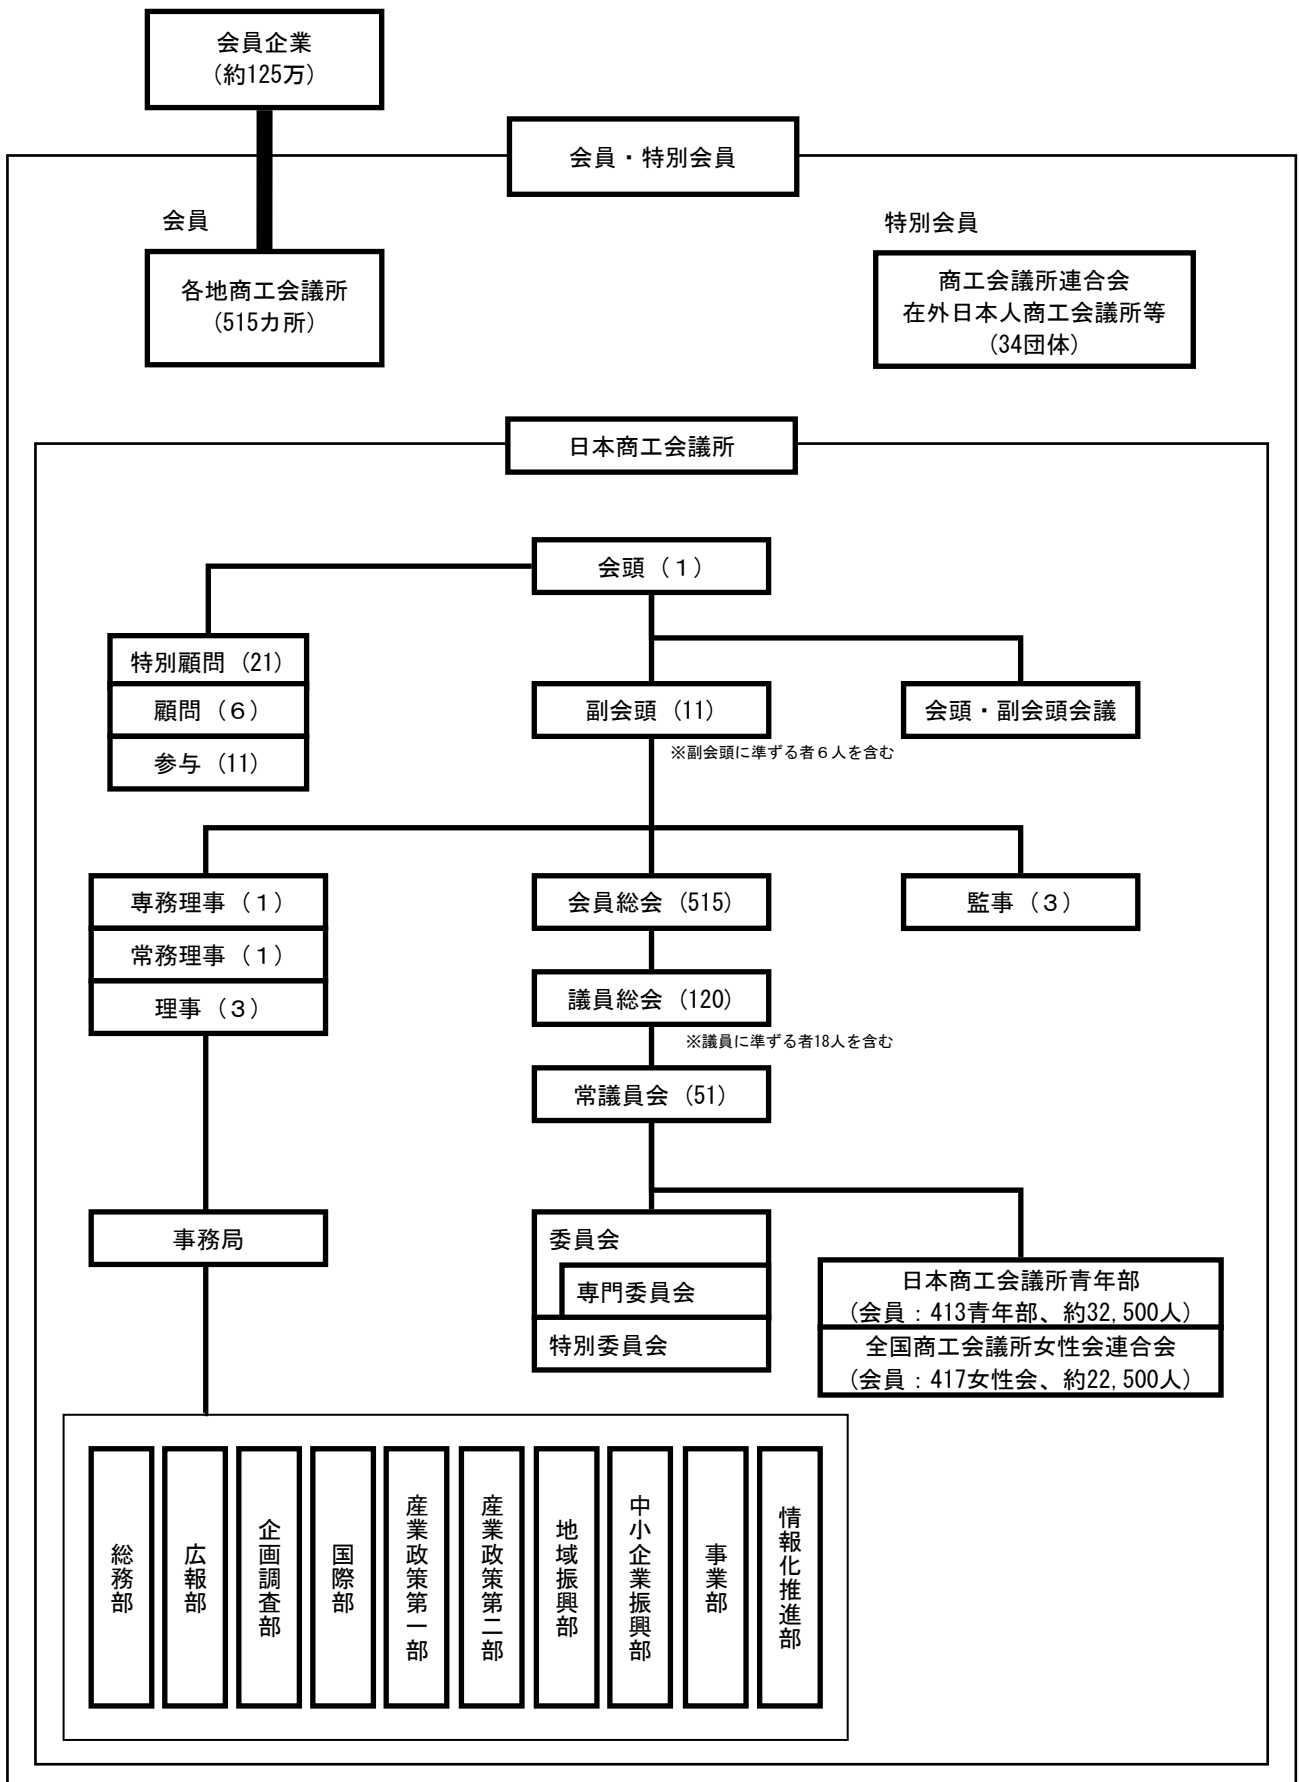 会員企業
(約125万)
会員・特別会員
会員
特別会員
各地商工会議所
(515カ所)
商工会議所連合会
在外日本人商工会議所等
(34団体)
日本商工会議所
会頭（１）
特別顧問 (21)
顧問（６）
参与 (11)
副会頭 (11)
※副会頭に準ずる者６人を含む
会頭・副会頭会議
専務理事（１）
常務理事（１）
理事（３）
会員総会 (515)
監事（３）
議員総会 (120)
※議員に準ずる者18人を含む
常議員会 (51)
事務局
委員会
専門委員会
特別委員会
日本商工会議所青年部
(会員：413青年部、約32,500人)
全国商工会議所女性会連合会
(会員：417女性会、約22,500人)
総務部
広報部
企画調査部
国際部
産業政策第一部
産業政策第二部
地域振興部
中小企業振興部
事業部
情報化推進部